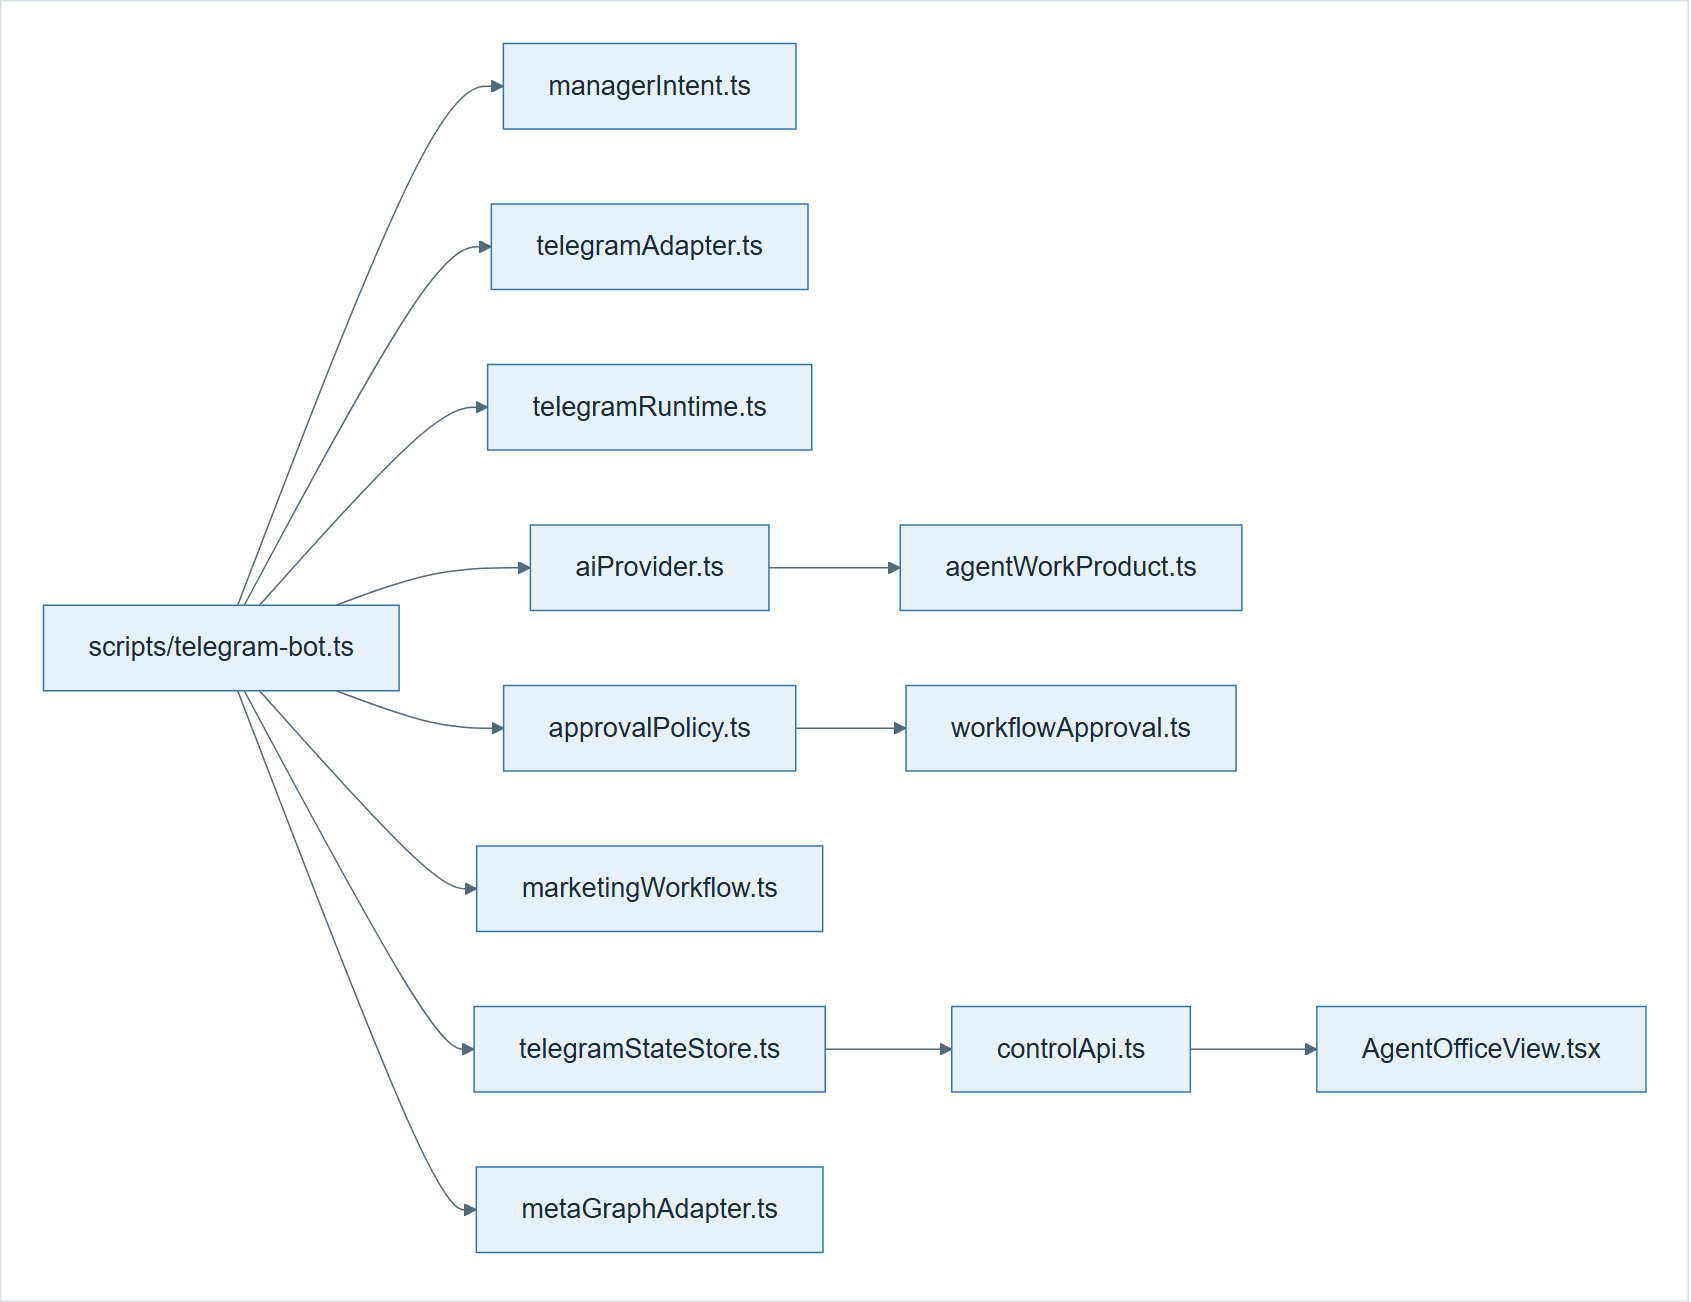 managerIntent.ts
telegramAdapter.ts
telegramRuntime.ts
aiProvider.ts
agentWorkProduct.ts
scripts/telegram-bot.ts
approvalPolicy.ts
workflowApproval.ts
marketingWorkflow.ts
telegramStateStore.ts
controlApi.ts
AgentOfficeView.tsx
metaGraphAdapter.ts